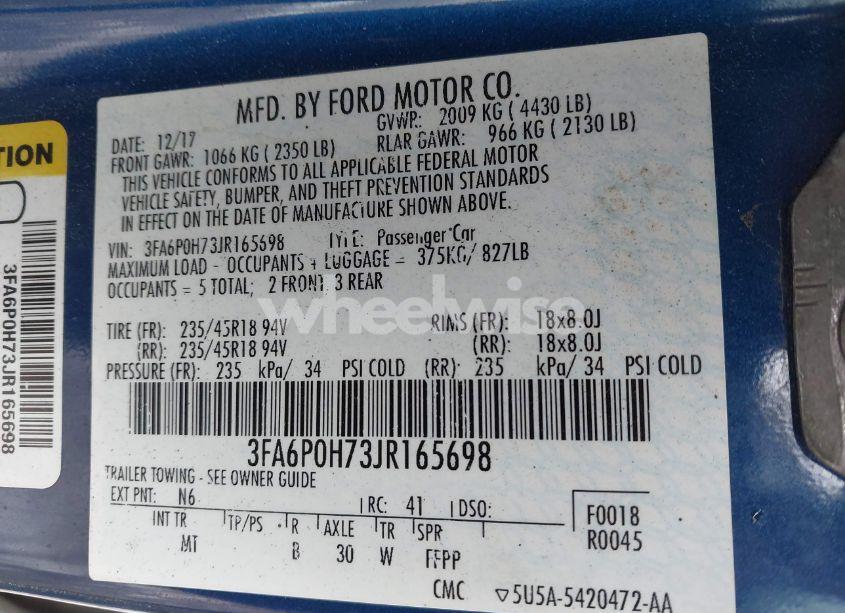 MFD. BY FORD MOTOR CO.
DATE: 12/17 GVWR: 2009 KG ( 4430 LB)
FRONT GAWR: 1066 KG ( 2350 LB) RLAR GAWR: 966 KG ( 2130 LB)
THIS VEHICLE CONFORMS TO ALL APPLICABLE FEDERAL MOTOR
VEHICLE SAFETY, BUMPER, AND THEFT PREVENTION STANDARDS
IN EFFECT ON THE DATE OF MANUFACTURE SHOWN ABOVE.
VIN: 3FA6P0H73JR165698 TYPE: Passenger Car
MAXIMUM LOAD - OCCUPANTS + LUGGAGE = 375KG/ 827LB
OCCUPANTS = 5 TOTAL; 2 FRONT, 3 REAR
wheelwise
TIRE (FR): 235/45R18 94V RIMS (FR): 18x8.0J
(RR): 235/45R18 94V (RR): 18x8.0J
PRESSURE (FR): 235 kPa/ 34 PSI COLD (RR): 235 kPa/ 34 PSI COLD
3FA6P0H73JR165698
TRAILER TOWING - SEE OWNER GUIDE
EXT PNT: N6 RC: 41 DSO:
INT TR TP/PS R AXLE TR SPR
MT B 30 W FFPP
F0018
R0045
CMC ▽5U5A-5420472-AA
TION
3FA6P0H73JR165698